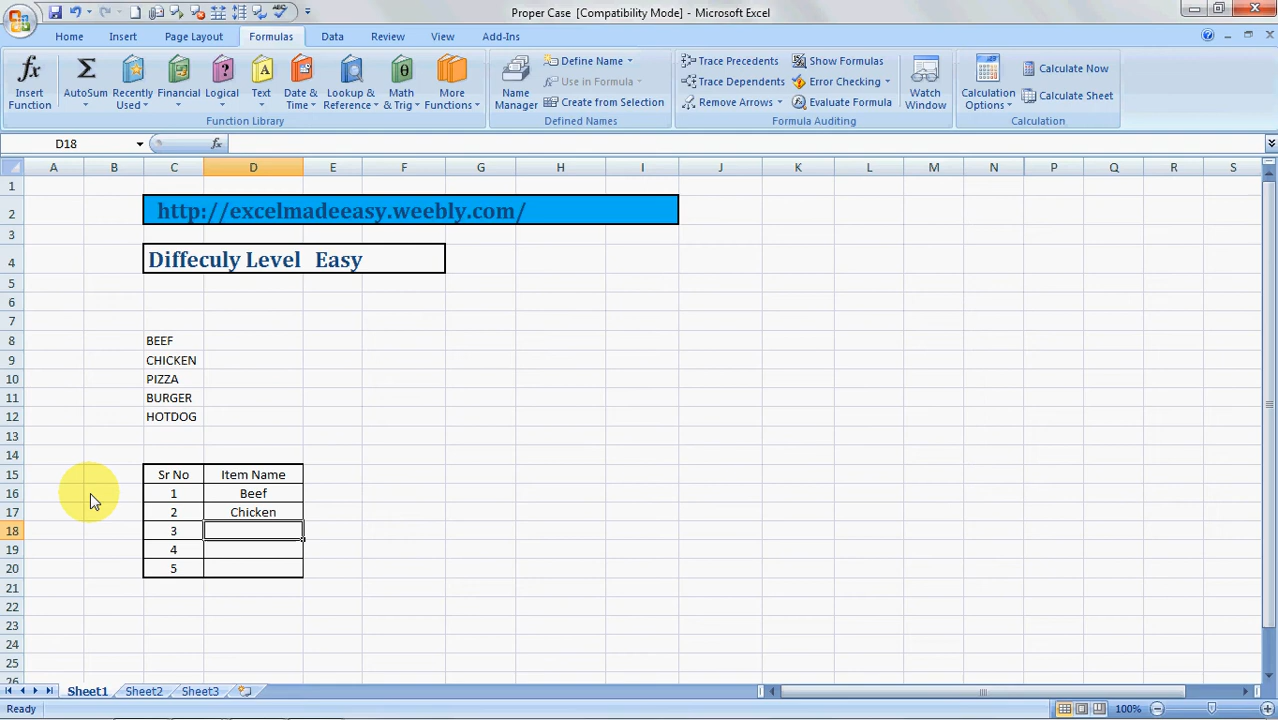 Proper Case [Compatibility Mode] - Microsoft Excel
Home Insert Page Layout Formulas Data Review View Add-Ins
Insert Function
AutoSum
Recently Used
Financial
Logical
Text
Date & Time
Lookup & Reference
Math & Trig
More Functions
Function Library
Name Manager
Define Name
Use in Formula
Create from Selection
Defined Names
Trace Precedents
Trace Dependents
Remove Arrows
Show Formulas
Error Checking
Evaluate Formula
Formula Auditing
Watch Window
Calculation Options
Calculate Now
Calculate Sheet
Calculation
D18 fx
A B C D E F G H I J K L M N P Q R S
1
2 http://excelmadeeasy.weebly.com/
3
4 Diffeculy Level Easy
5
6
7
8 BEEF
9 CHICKEN
10 PIZZA
11 BURGER
12 HOTDOG
13
14
15 Sr No Item Name
16 1 Beef
17 2 Chicken
18 3
19 4
20 5
21
22
23
24
25
26
Sheet1 Sheet2 Sheet3
Ready 100%